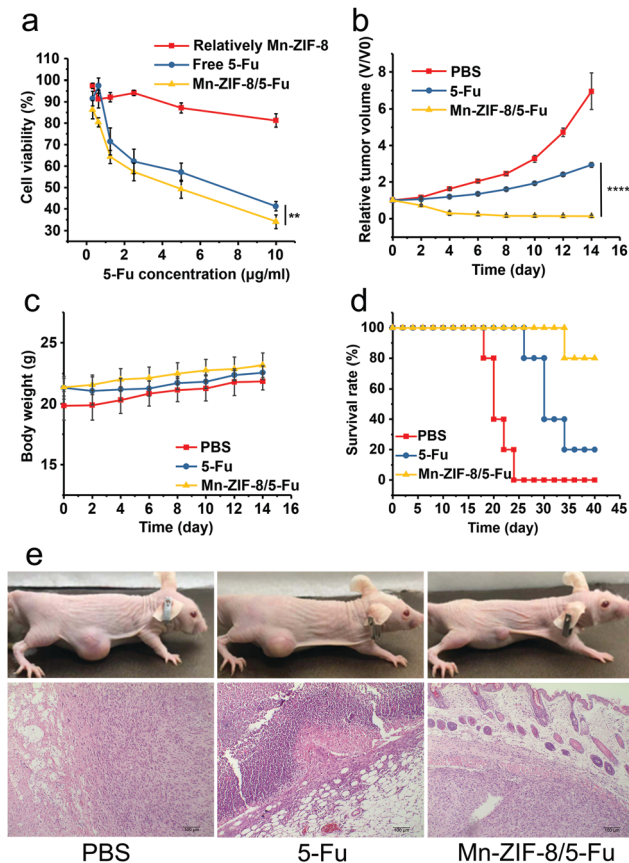 a
Relatively Mn-ZIF-8
Free 5-Fu
Mn-ZIF-8/5-Fu
Cell viability (%)
110
100
90
80
70
60
50
40
30
0 2 4 6 8 10
5-Fu concentration (μg/ml)
**
b
PBS
5-Fu
Mn-ZIF-8/5-Fu
Relative tumor volume (V/V0)
9
8
7
6
5
4
3
2
1
0
-1
0 2 4 6 8 10 12 14 16
Time (day)
****
c
Body weight (g)
25
20
15
PBS
5-Fu
Mn-ZIF-8/5-Fu
0 2 4 6 8 10 12 14 16
Time (day)
d
Survival rate (%)
100
80
60
40
20
0
PBS
5-Fu
Mn-ZIF-8/5-Fu
0 5 10 15 20 25 30 35 40 45
Time (day)
e
PBS
5-Fu
Mn-ZIF-8/5-Fu